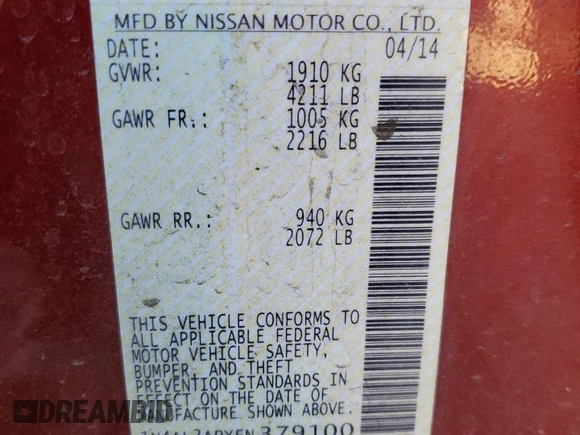 MFD BY NISSAN MOTOR CO., LTD.
DATE: 04/14
GVWR: 1910 KG
4211 LB
GAWR FR.: 1005 KG
2216 LB
GAWR RR.: 940 KG
2072 LB
THIS VEHICLE CONFORMS TO
ALL APPLICABLE FEDERAL
MOTOR VEHICLE SAFETY,
BUMPER, AND THEFT
PREVENTION STANDARDS IN
EFFECT ON THE DATE OF
MANUFACTURE SHOWN ABOVE.
379100
DREAMBID